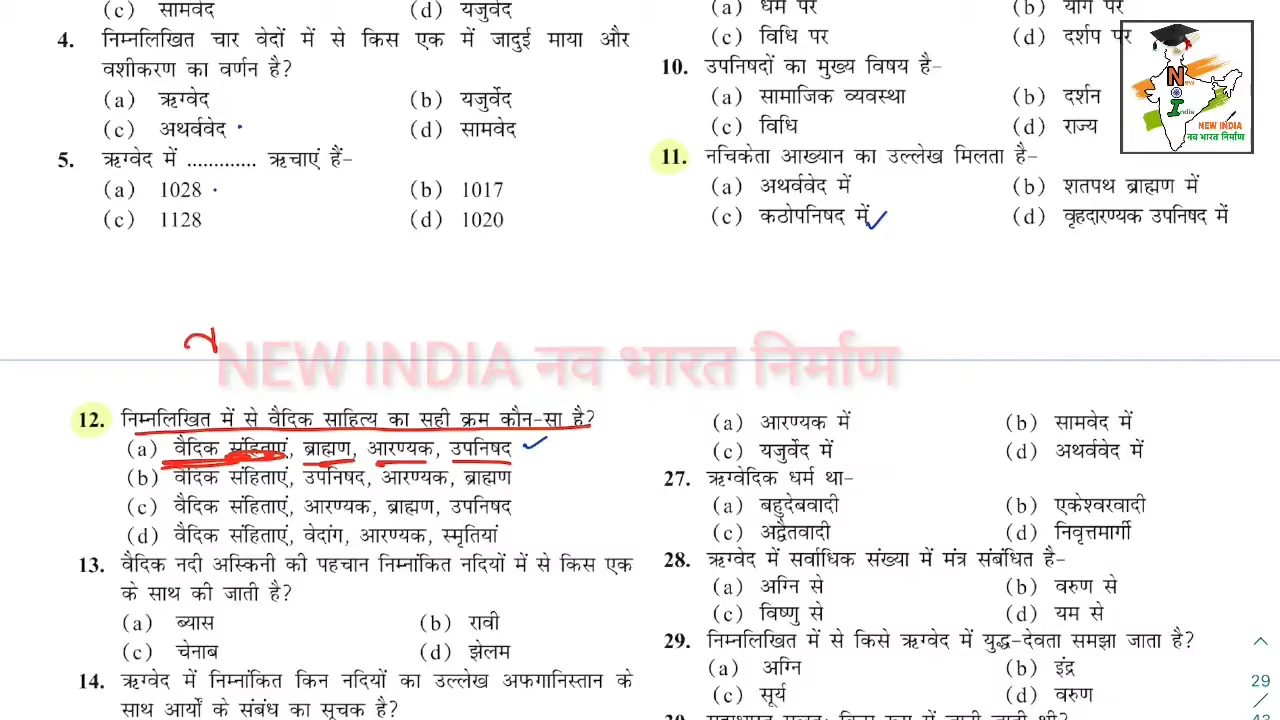 (c) सामवेद (d) यजुर्वेद
4. निम्नलिखित चार वेदों में से किस एक में जादुई माया और
वशीकरण का वर्णन है?
(a) ऋग्वेद (b) यजुर्वेद
(c) अथर्ववेद (d) सामवेद
5. ऋग्वेद में ............. ऋचाएं हैं-
(a) 1028 (b) 1017
(c) 1128 (d) 1020
(a) धर्म पर (b) योग पर
(c) विधि पर (d) दर्शप पर
10. उपनिषदों का मुख्य विषय है-
(a) सामाजिक व्यवस्था (b) दर्शन
(c) विधि (d) राज्य
11. नचिकेता आख्यान का उल्लेख मिलता है-
(a) अथर्ववेद में (b) शतपथ ब्राह्मण में
(c) कठोपनिषद में (d) वृहदारण्यक उपनिषद में
N
I
India
NEW INDIA
नव भारत निर्माण
NEW INDIA नव भारत निर्माण
12. निम्नलिखित में से वैदिक साहित्य का सही क्रम कौन-सा है?
(a) वैदिक संहिताएं, ब्राह्मण, आरण्यक, उपनिषद
(b) वैदिक संहिताएं, उपनिषद, आरण्यक, ब्राह्मण
(c) वैदिक संहिताएं, आरण्यक, ब्राह्मण, उपनिषद
(d) वैदिक संहिताएं, वेदांग, आरण्यक, स्मृतियां
13. वैदिक नदी अस्किनी की पहचान निम्नांकित नदियों में से किस एक
के साथ की जाती है?
(a) ब्यास (b) रावी
(c) चेनाब (d) झेलम
14. ऋग्वेद में निम्नांकित किन नदियों का उल्लेख अफगानिस्तान के
साथ आर्यों के संबंध का सूचक है?
(a) आरण्यक में (b) सामवेद में
(c) यजुर्वेद में (d) अथर्ववेद में
27. ऋग्वेदिक धर्म था-
(a) बहुदेबवादी (b) एकेश्वरवादी
(c) अद्वैतवादी (d) निवृत्तमार्गी
28. ऋग्वेद में सर्वाधिक संख्या में मंत्र संबंधित है-
(a) अग्नि से (b) वरुण से
(c) विष्णु से (d) यम से
29. निम्नलिखित में से किसे ऋग्वेद में युद्ध-देवता समझा जाता है?
(a) अग्नि (b) इंद्र
(c) सूर्य (d) वरुण
29